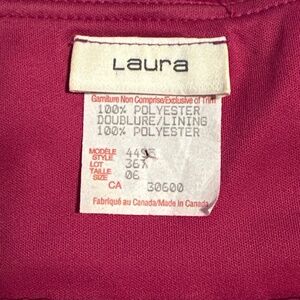 Laura
Garniture Non Comprise/Exclusive of Trim
100% POLYESTER
DOUBLURE/LINING
100% POLYESTER
MODÈLE
STYLE
LOT
TAILLE 06
SIZE
CA 30600
Fabriqué au Canada/Made in Canada